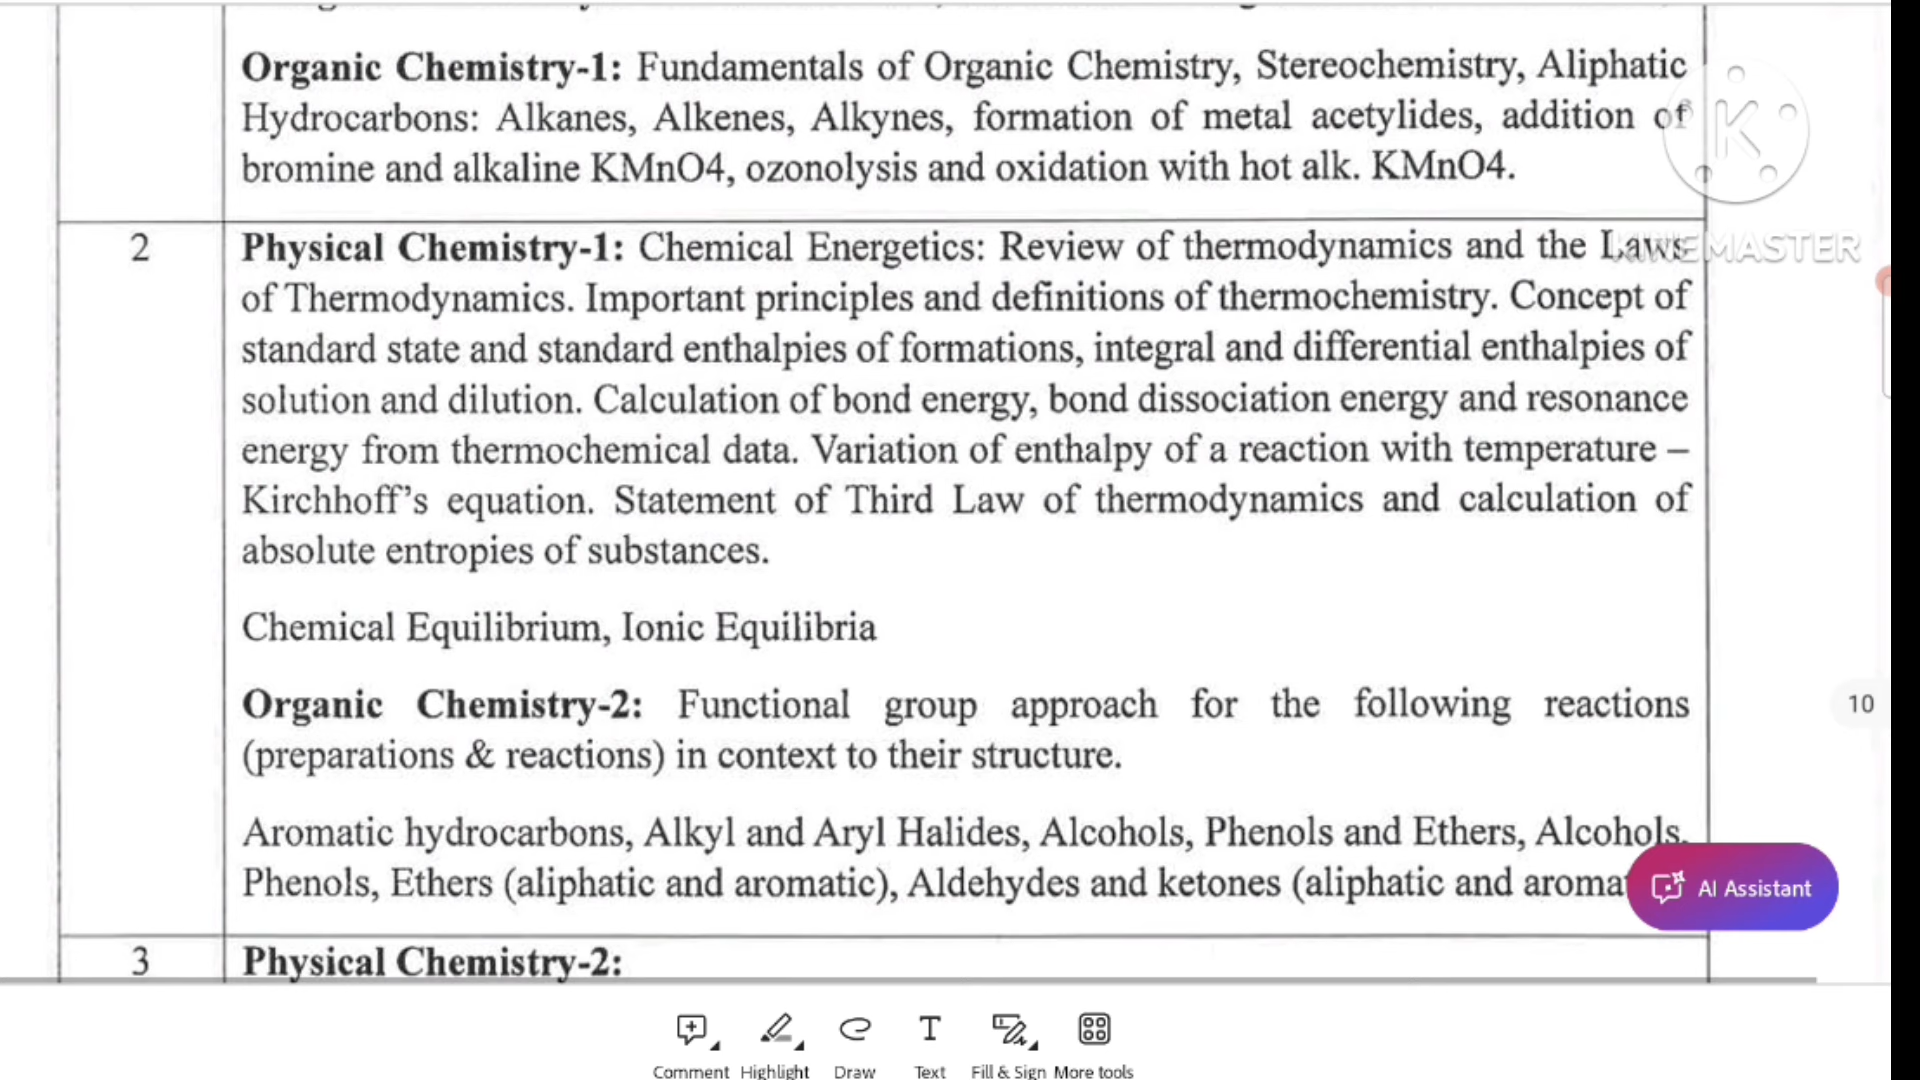 Organic Chemistry-1: Fundamentals of Organic Chemistry, Stereochemistry, Aliphatic
Hydrocarbons: Alkanes, Alkenes, Alkynes, formation of metal acetylides, addition of
bromine and alkaline KMnO4, ozonolysis and oxidation with hot alk. KMnO4.
K
KINEMASTER
2
Physical Chemistry-1: Chemical Energetics: Review of thermodynamics and the Laws
of Thermodynamics. Important principles and definitions of thermochemistry. Concept of
standard state and standard enthalpies of formations, integral and differential enthalpies of
solution and dilution. Calculation of bond energy, bond dissociation energy and resonance
energy from thermochemical data. Variation of enthalpy of a reaction with temperature –
Kirchhoff’s equation. Statement of Third Law of thermodynamics and calculation of
absolute entropies of substances.
Chemical Equilibrium, Ionic Equilibria
Organic Chemistry-2: Functional group approach for the following reactions
(preparations & reactions) in context to their structure.
10
Aromatic hydrocarbons, Alkyl and Aryl Halides, Alcohols, Phenols and Ethers, Alcohols,
Phenols, Ethers (aliphatic and aromatic), Aldehydes and ketones (aliphatic and aroma
AI Assistant
3
Physical Chemistry-2:
Comment Highlight Draw Text Fill & Sign More tools